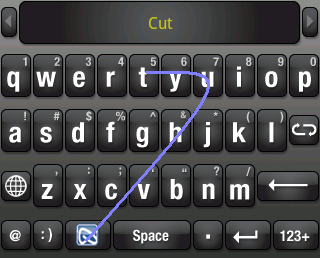 Cut
1 2 3 4 5 6 7 8 9 0
q w e r t y u i o p
! # $ % ^ & * ( )
a s d f g h j k l
, : ; - ! “ ? /
z x c v b n m
@ :) Space . 123+